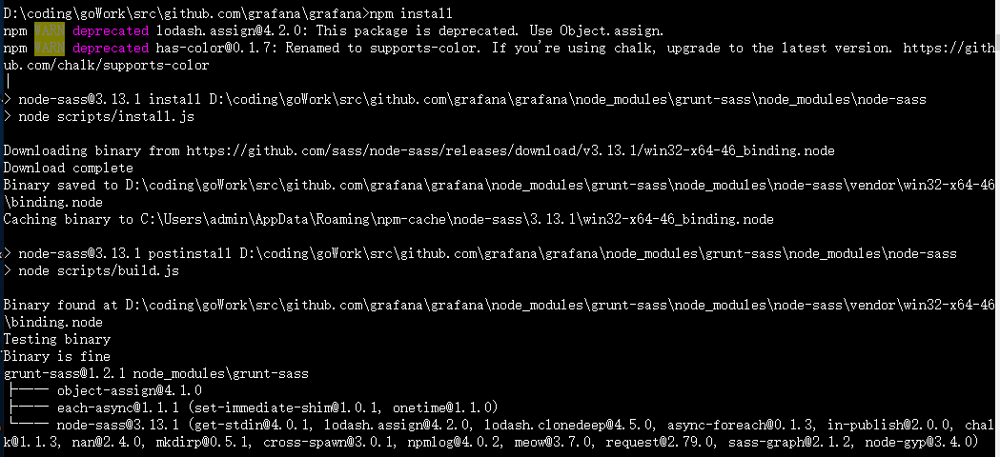 D:\coding\goWork\src\github.com\grafana\grafana>npm install
npm WARN deprecated lodash.assign@4.2.0: This package is deprecated. Use Object.assign.
npm WARN deprecated has-color@0.1.7: Renamed to supports-color. If you're using chalk, upgrade to the latest version. https://gith
ub.com/chalk/supports-color
|
> node-sass@3.13.1 install D:\coding\goWork\src\github.com\grafana\grafana\node_modules\grunt-sass\node_modules\node-sass
> node scripts/install.js
Downloading binary from https://github.com/sass/node-sass/releases/download/v3.13.1/win32-x64-46_binding.node
Download complete
Binary saved to D:\coding\goWork\src\github.com\grafana\grafana\node_modules\grunt-sass\node_modules\node-sass\vendor\win32-x64-46
\binding.node
Caching binary to C:\Users\admin\AppData\Roaming\npm-cache\node-sass\3.13.1\win32-x64-46_binding.node
> node-sass@3.13.1 postinstall D:\coding\goWork\src\github.com\grafana\grafana\node_modules\grunt-sass\node_modules\node-sass
> node scripts/build.js
Binary found at D:\coding\goWork\src\github.com\grafana\grafana\node_modules\grunt-sass\node_modules\node-sass\vendor\win32-x64-46
\binding.node
Testing binary
Binary is fine
grunt-sass@1.2.1 node_modules\grunt-sass
├── object-assign@4.1.0
├── each-async@1.1.1 (set-immediate-shim@1.0.1, onetime@1.1.0)
└── node-sass@3.13.1 (get-stdin@4.0.1, lodash.assign@4.2.0, lodash.clonedeep@4.5.0, async-foreach@0.1.3, in-publish@2.0.0, chal
k@1.1.3, nan@2.4.0, mkdirp@0.5.1, cross-spawn@3.0.1, npmlog@4.0.2, meow@3.7.0, request@2.79.0, sass-graph@2.1.2, node-gyp@3.4.0)